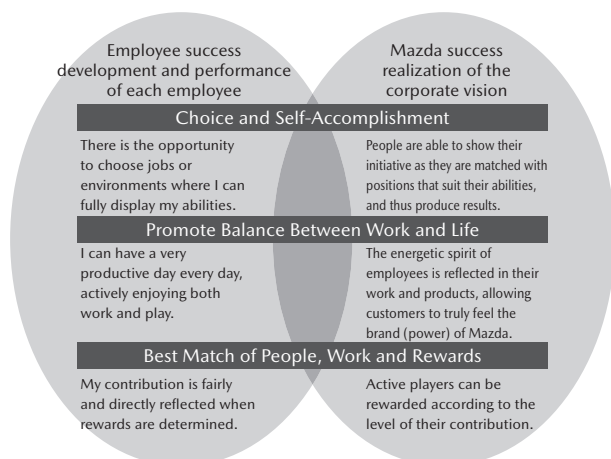 Employee success
development and performance
of each employee
Mazda success
realization of the
corporate vision
Choice and Self-Accomplishment
There is the opportunity
to choose jobs or
environments where I can
fully display my abilities.
People are able to show their
initiative as they are matched with
positions that suit their abilities,
and thus produce results.
Promote Balance Between Work and Life
I can have a very
productive day every day,
actively enjoying both
work and play.
The energetic spirit of
employees is reflected in their
work and products, allowing
customers to truly feel the
brand (power) of Mazda.
Best Match of People, Work and Rewards
My contribution is fairly
and directly reflected when
rewards are determined.
Active players can be
rewarded according to the
level of their contribution.